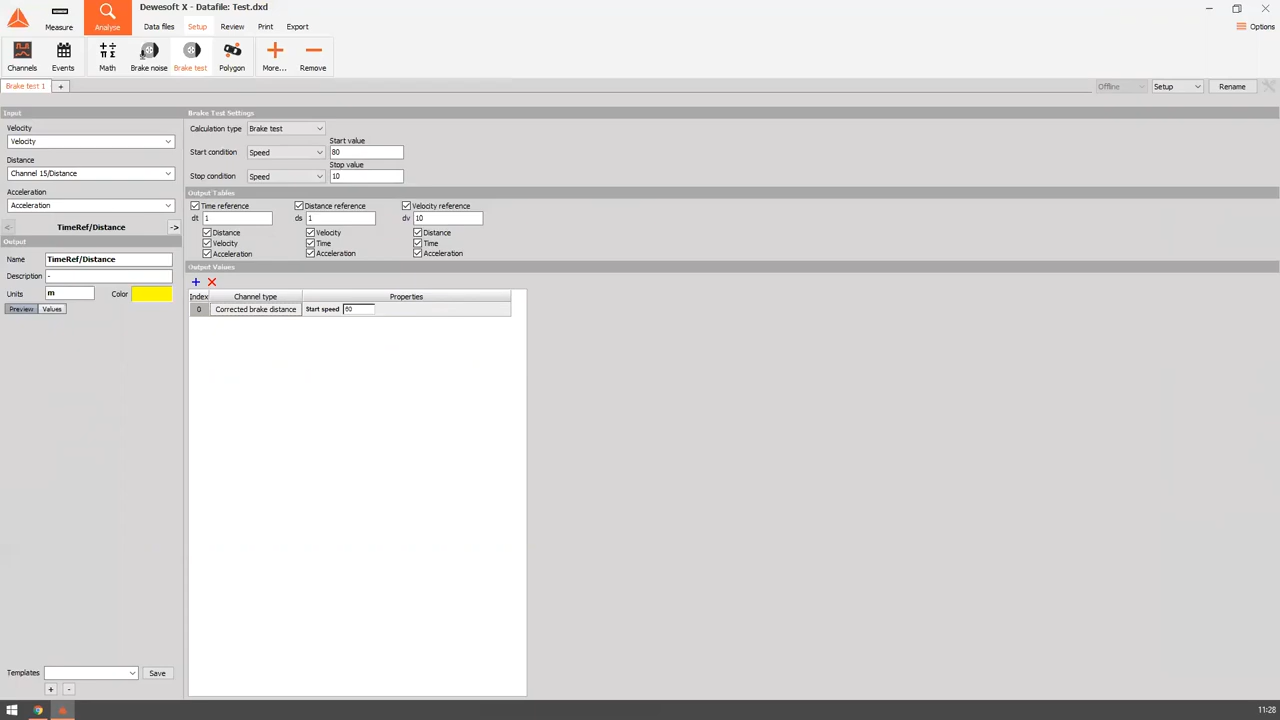 Dewesoft X - Datafile: Test.dxd
Measure
Analyse
Data files
Setup
Review
Print
Export
Options
Channels
Events
Math
Brake noise
Brake test
Polygon
More...
Remove
Brake test 1
+
Offline
Setup
Rename
Input
Velocity
Velocity
Distance
Channel 15/Distance
Acceleration
Acceleration
<-
TimeRef/Distance
->
Output
Name TimeRef/Distance
Description -
Units m
Color
Preview
Values
Templates
Save
+
-
Brake Test Settings
Calculation type Brake test
Start value
Start condition Speed 80
Stop value
Stop condition Speed 10
Output Tables
Time reference
Distance reference
Velocity reference
dt 1
ds 1
dv 10
Distance
Velocity
Distance
Velocity
Time
Time
Acceleration
Acceleration
Acceleration
Output Values
Index
Channel type
Properties
0
Corrected brake distance
Start speed
11:28